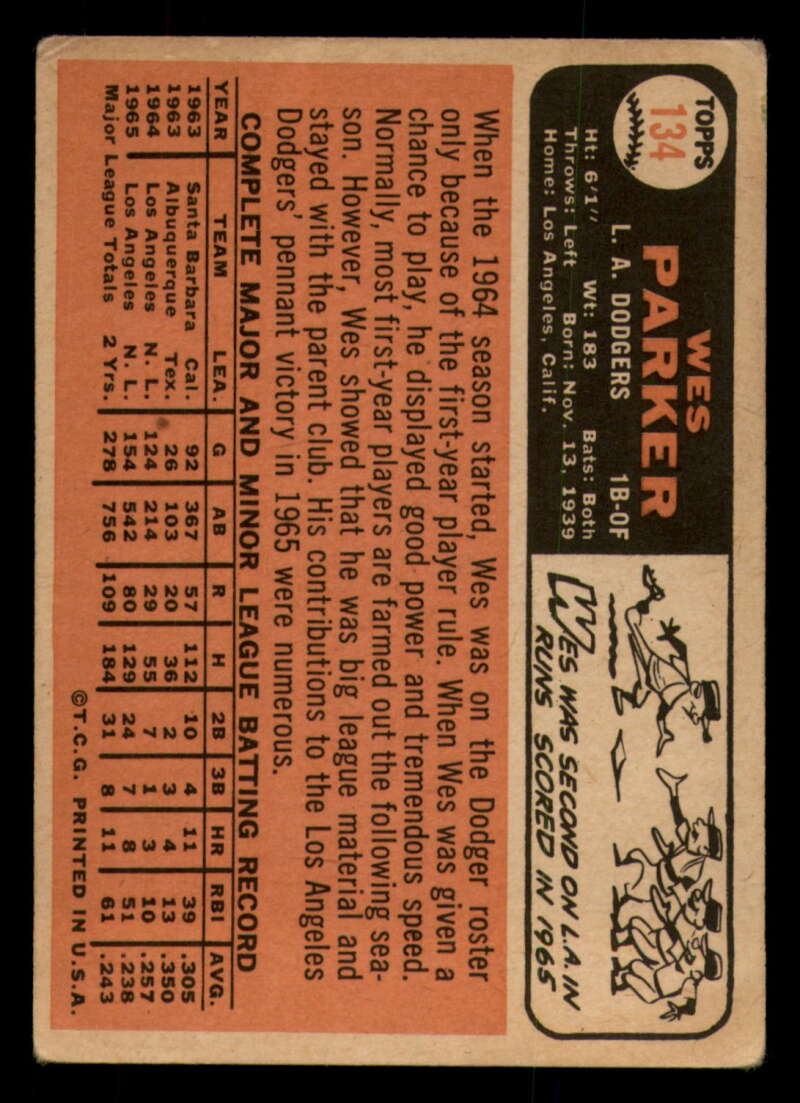 TOPPS
134
WES
PARKER
L. A. DODGERS 1B-OF
Ht: 6'1" Wt: 183 Bats: Both
Throws: Left Born: Nov. 13, 1939
Home: Los Angeles, Calif.
WES WAS SECOND ON L.A. IN
RUNS SCORED IN 1965
When the 1964 season started, Wes was on the Dodger roster
only because of the first-year player rule. When Wes was given a
chance to play, he displayed good power and tremendous speed.
Normally, most first-year players are farmed out the following sea-
son. However, Wes showed that he was big league material and
stayed with the parent club. His contributions to the Los Angeles
Dodgers' pennant victory in 1965 were numerous.
COMPLETE MAJOR AND MINOR LEAGUE BATTING RECORD
YEAR TEAM LEA. G AB R H 2B 3B HR RBI AVG.
1963 Santa Barbara Cal. 92 367 57 112 10 4 11 39 .305
1963 Albuquerque Tex. 26 103 20 36 2 3 4 13 .350
1964 Los Angeles N. L. 124 214 29 55 7 1 3 10 .257
1965 Los Angeles N. L. 154 542 80 129 24 7 8 51 .238
Major League Totals 2 Yrs. 278 756 109 184 31 8 11 61 .243
©T.C.G. PRINTED IN U.S.A.